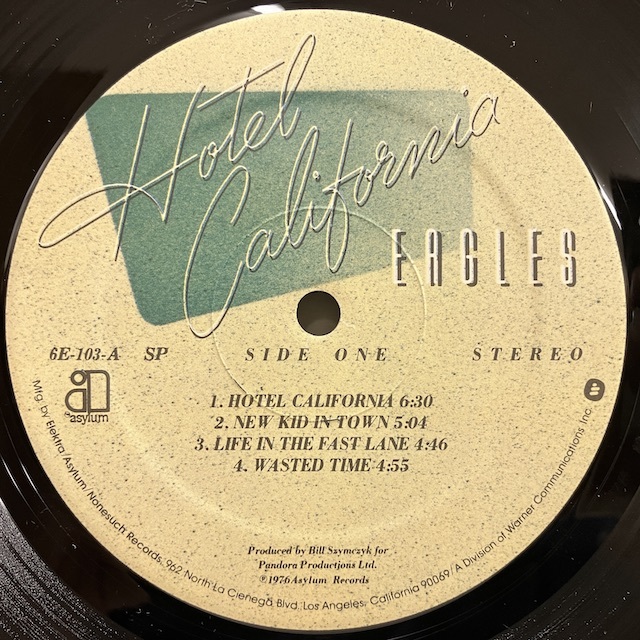 Hotel
California
EAGLES
6E-103-A SP SIDE ONE STEREO
asylum
1. HOTEL CALIFORNIA 6:30
2. NEW KID IN TOWN 5:04
3. LIFE IN THE FAST LANE 4:46
4. WASTED TIME 4:55
Produced by Bill Szymczyk for
Pandora Productions Ltd.
℗1976 Asylum Records
Mfg. by Elektra/Asylum/Nonesuch Records, 962 North La Cienega Blvd. Los Angeles, California 90069/A Division of Warner Communications Inc.